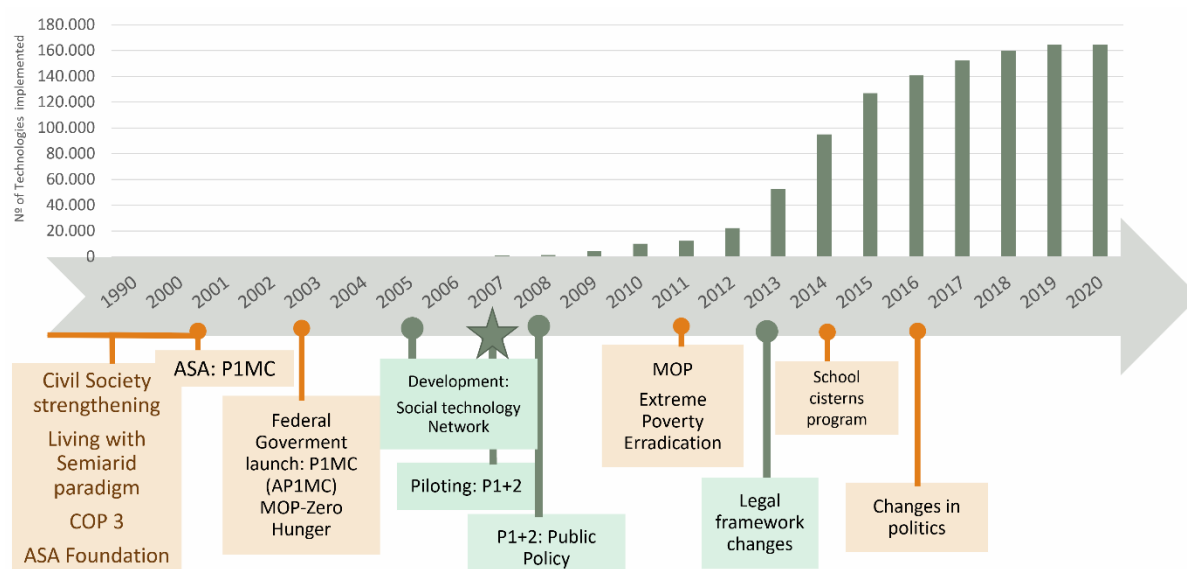 Nº of Technologies implemented
180.000
160.000
140.000
120.000
100.000
80.000
60.000
40.000
20.000
0
1990
2000
2001
2002
2003
2004
2005
2006
2007
2008
2009
2010
2011
2012
2013
2014
2015
2016
2017
2018
2019
2020
Civil Society
strengthening
Living with
Semiarid
paradigm
COP 3
ASA Foundation
ASA: P1MC
Federal
Goverment
launch: P1MC
(AP1MC)
MOP-Zero
Hunger
Development:
Social technology
Network
Piloting: P1+2
P1+2: Public
Policy
MOP
Extreme
Poverty
Erradication
Legal
framework
changes
School
cisterns
program
Changes in
politics